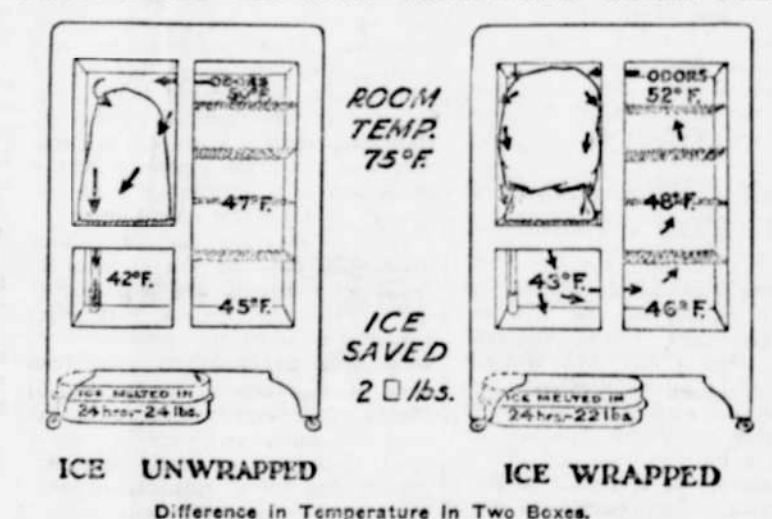 ODORS
47°F.
42°F.
45°F.
ICE MELTED IN
24 hrs.-24 lbs.
ICE UNWRAPPED
ROOM
TEMP.
75°F.
ICE
SAVED
2 □ lbs.
ODORS
52°F.
48°F.
43°F.
46°F.
ICE MELTED IN
24 hrs.-22 lbs.
ICE WRAPPED
Difference in Temperature in Two Boxes.